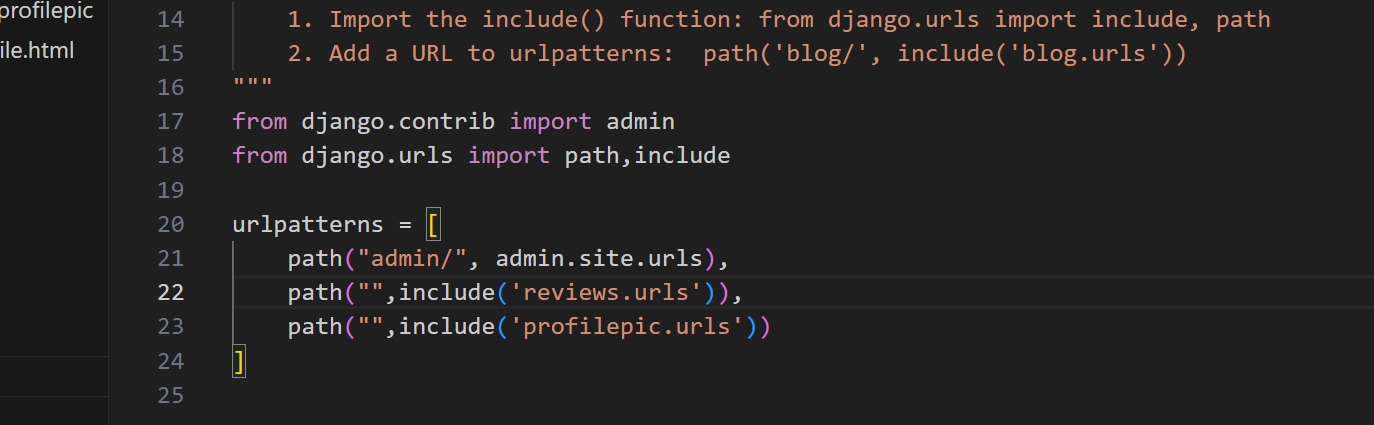 profilepic
ile.html
14 1. Import the include() function: from django.urls import include, path
15 2. Add a URL to urlpatterns:  path('blog/', include('blog.urls'))
16 """
17 from django.contrib import admin
18 from django.urls import path,include
19
20 urlpatterns = [
21 path("admin/", admin.site.urls),
22 path("",include('reviews.urls')),
23 path("",include('profilepic.urls'))
24 ]
25